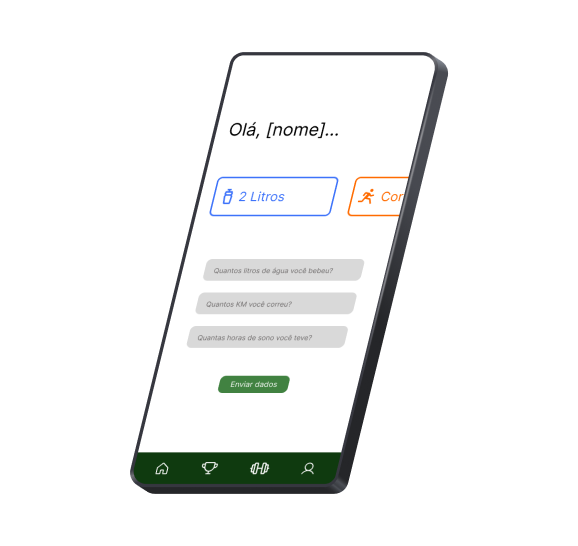 Olá, [nome]...
2 Litros
Cor
Quantos litros de água você bebeu?
Quantos KM você correu?
Quantas horas de sono você teve?
Enviar dados